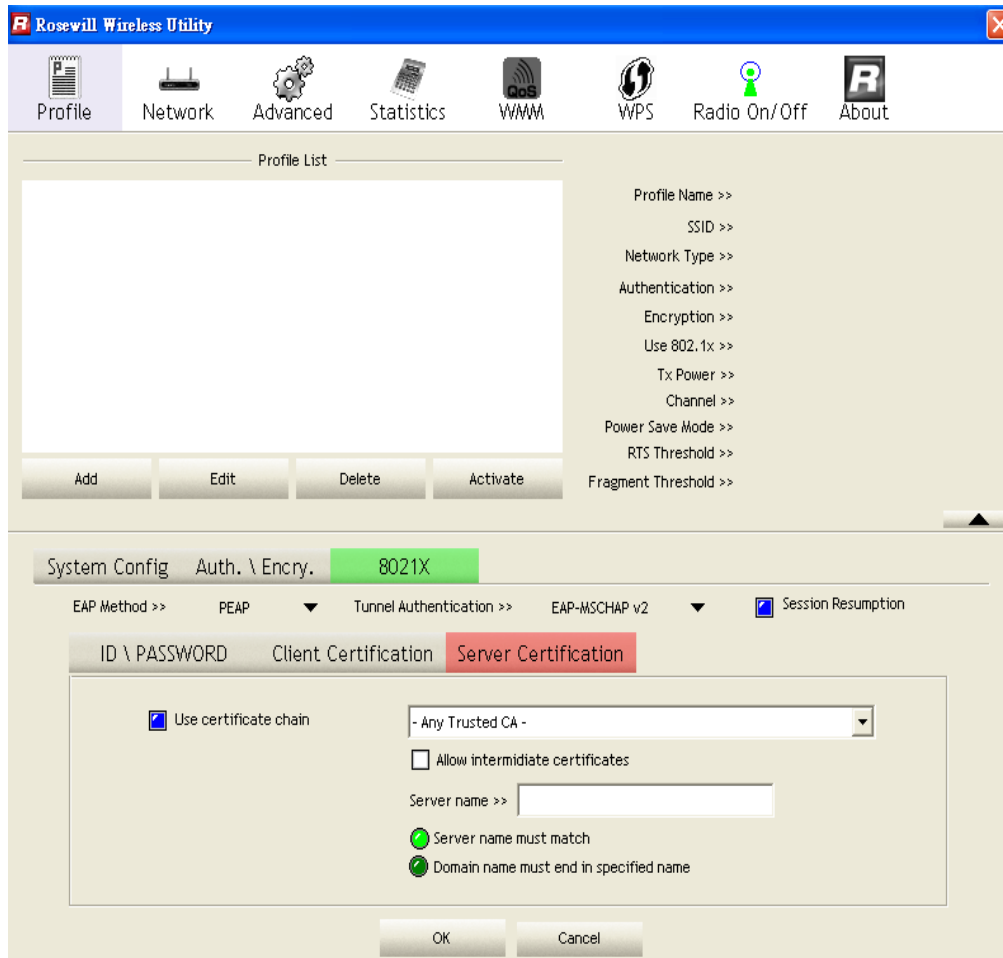 R Rosewill Wireless Utility
P
QoS
R
Profile Network Advanced Statistics WMM WPS Radio On/Off About
Profile List
Profile Name >>
SSID >>
Network Type >>
Authentication >>
Encryption >>
Use 802.1x >>
Tx Power >>
Channel >>
Power Save Mode >>
RTS Threshold >>
Fragment Threshold >>
Add Edit Delete Activate
System Config Auth. \ Encry. 8021X
EAP Method >> PEAP Tunnel Authentication >> EAP-MSCHAP v2 Session Resumption
ID \ PASSWORD Client Certification Server Certification
Use certificate chain - Any Trusted CA -
Allow intermidiate certificates
Server name >>
Server name must match
Domain name must end in specified name
OK Cancel